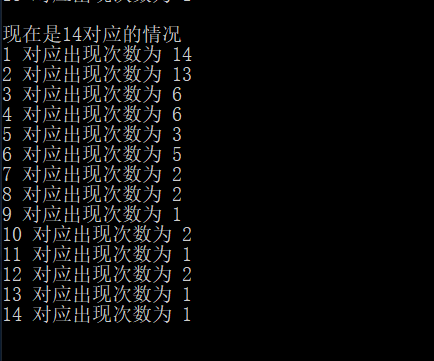 现在是14对应的情况
1 对应出现次数为 14
2 对应出现次数为 13
3 对应出现次数为 6
4 对应出现次数为 6
5 对应出现次数为 3
6 对应出现次数为 5
7 对应出现次数为 2
8 对应出现次数为 2
9 对应出现次数为 1
10 对应出现次数为 2
11 对应出现次数为 1
12 对应出现次数为 2
13 对应出现次数为 1
14 对应出现次数为 1